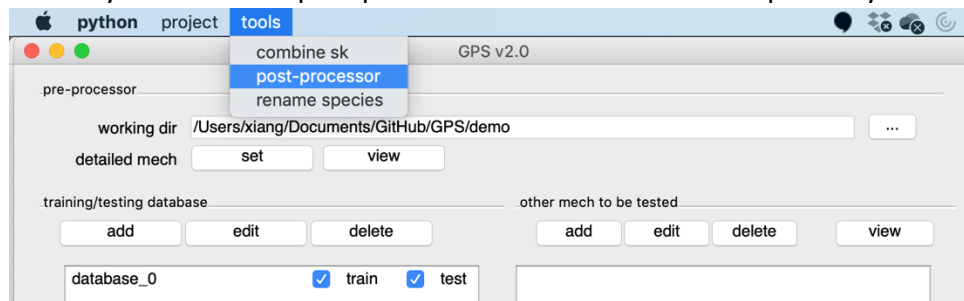 python project tools
combine sk
post-processor
rename species
GPS v2.0
pre-processor
working dir /Users/xiang/Documents/GitHub/GPS/demo ...
detailed mech set view
training/testing database
add edit delete
database_0 train test
other mech to be tested
add edit delete view